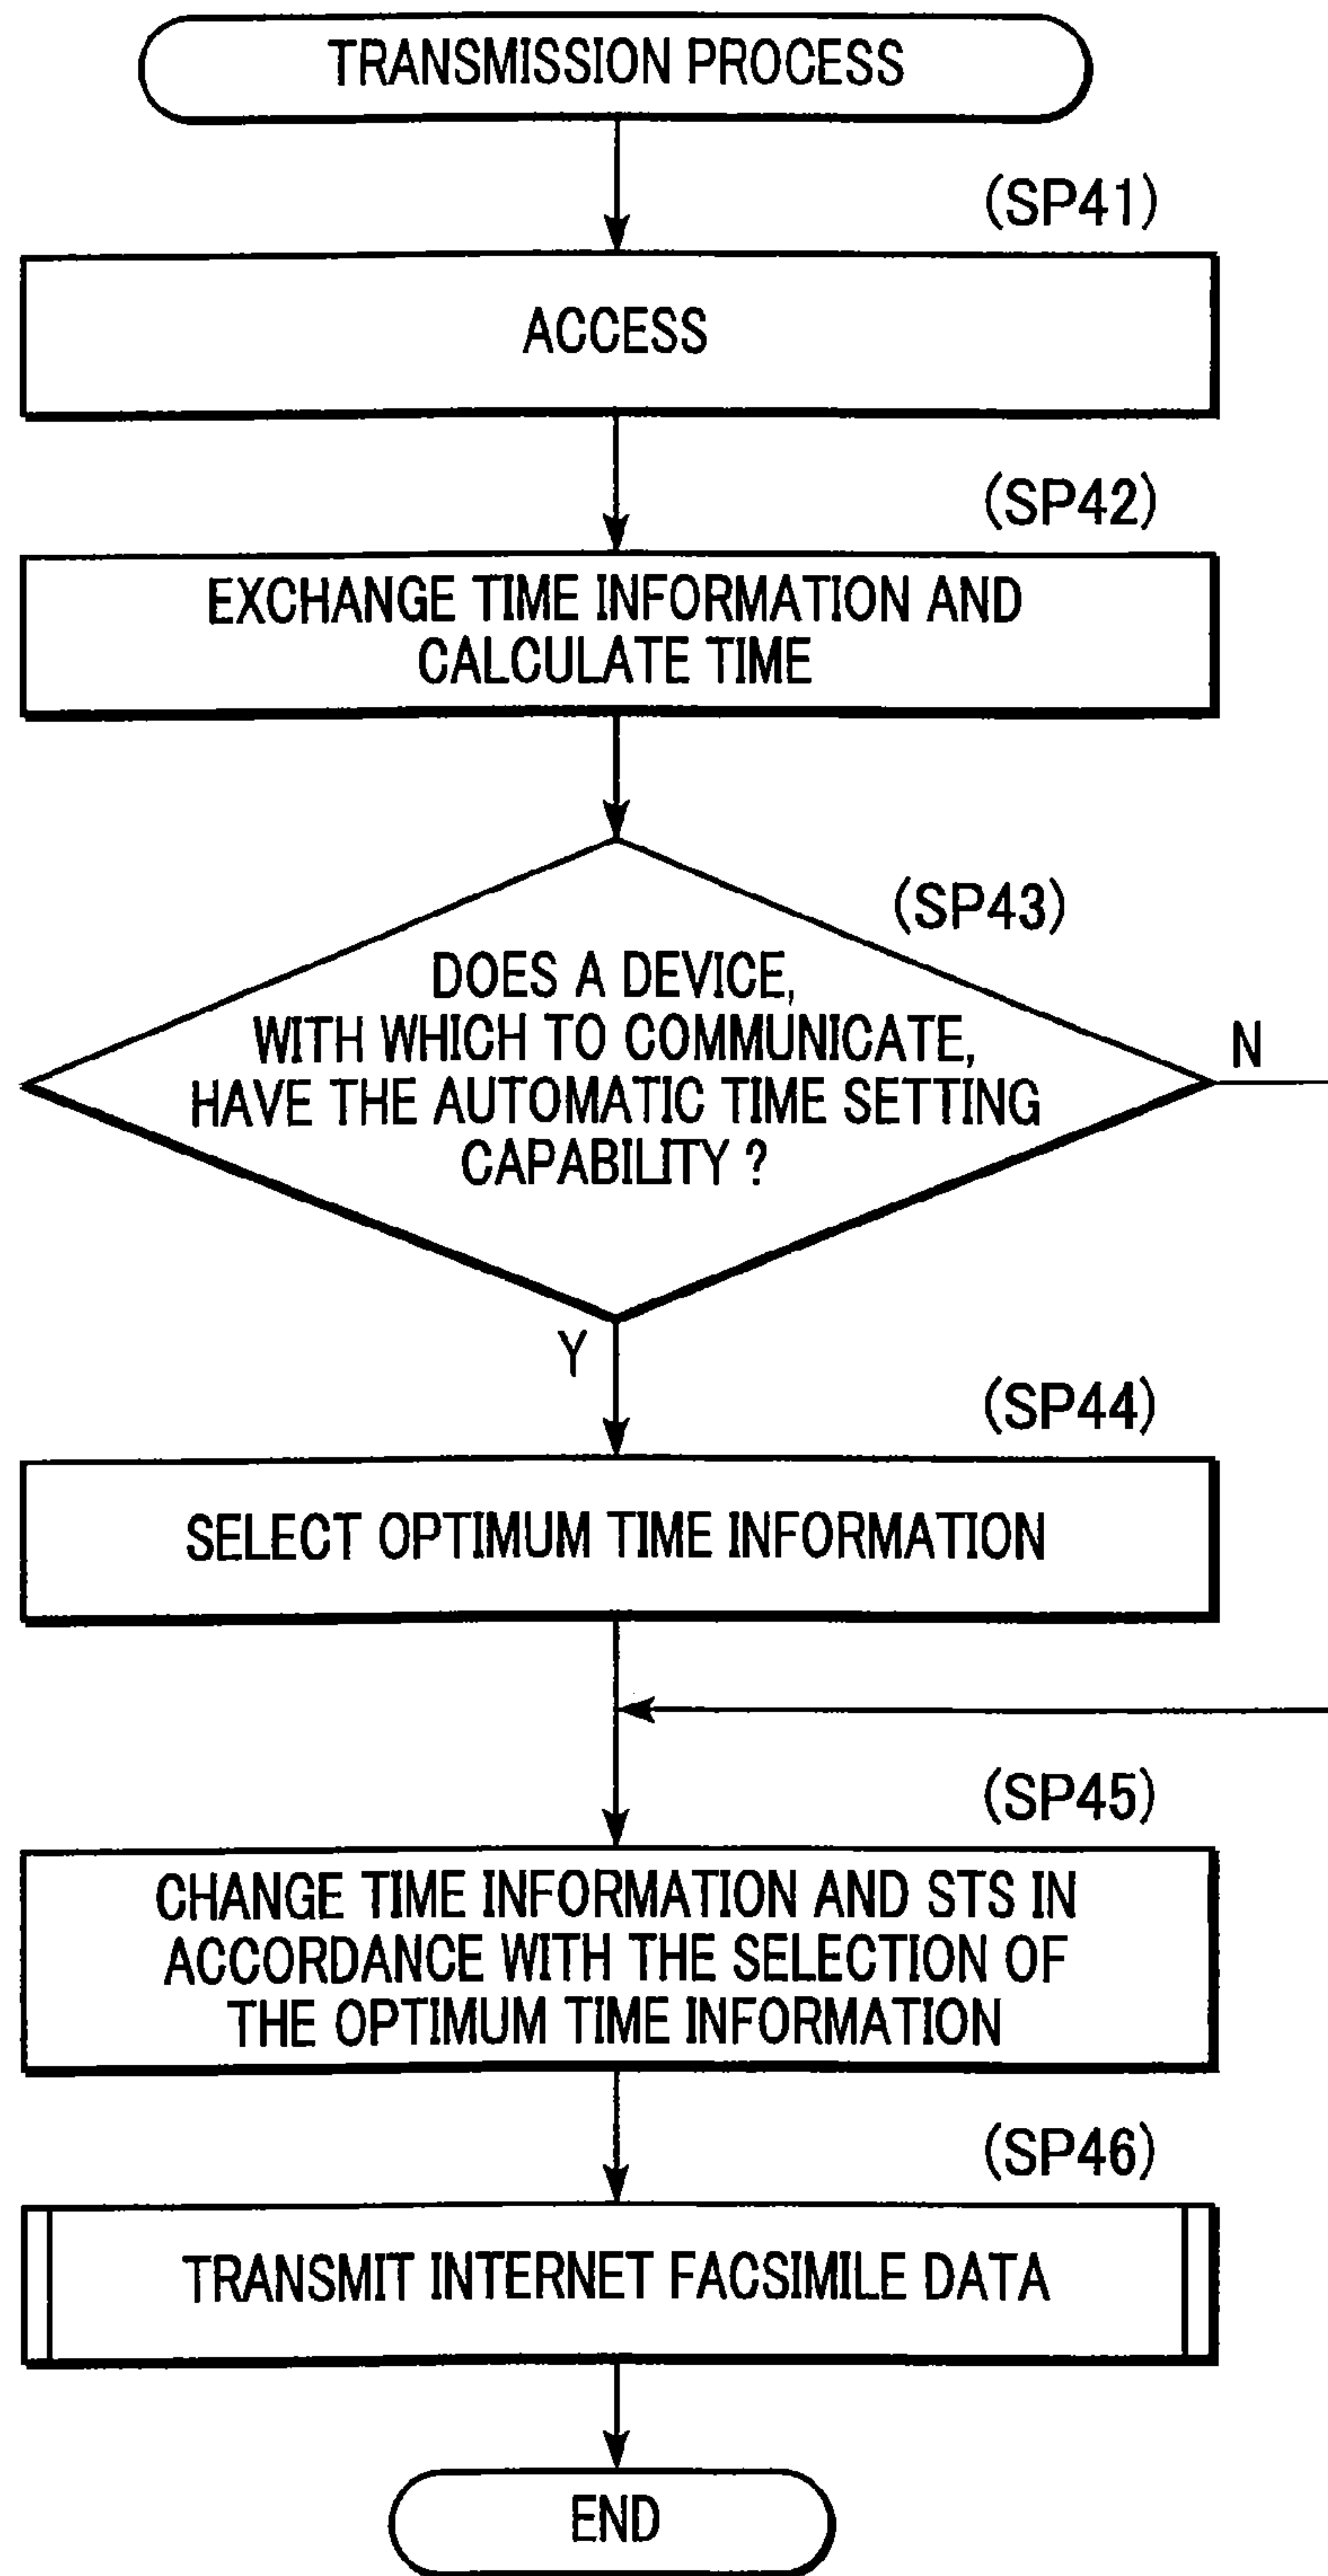 TRANSMISSION PROCESS
(SP41)
ACCESS
(SP42)
EXCHANGE TIME INFORMATION AND
CALCULATE TIME
(SP43)
DOES A DEVICE,
WITH WHICH TO COMMUNICATE,
HAVE THE AUTOMATIC TIME SETTING
CAPABILITY ?
N
Y
(SP44)
SELECT OPTIMUM TIME INFORMATION
(SP45)
CHANGE TIME INFORMATION AND STS IN
ACCORDANCE WITH THE SELECTION OF
THE OPTIMUM TIME INFORMATION
(SP46)
TRANSMIT INTERNET FACSIMILE DATA
END